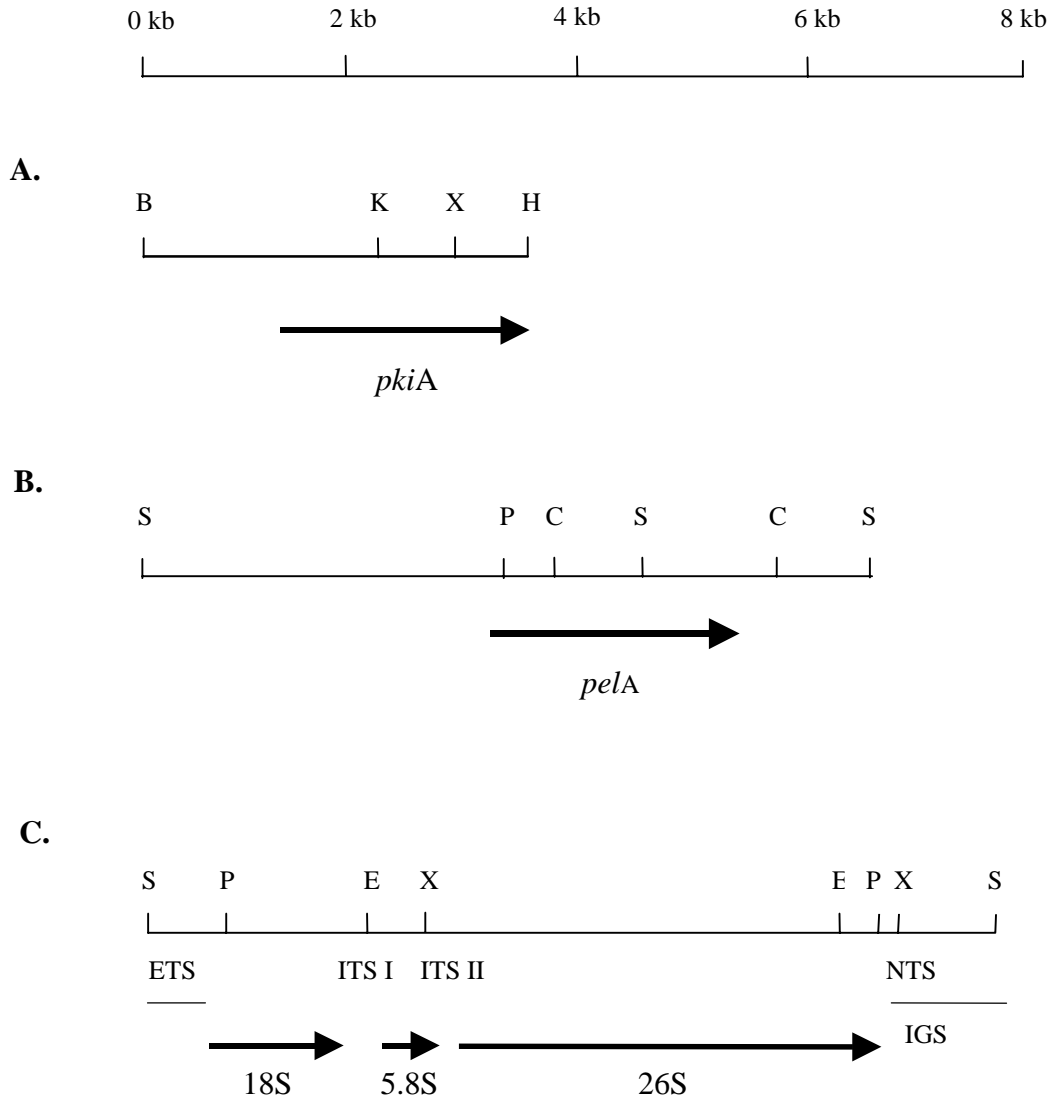 0 kb 2 kb 4 kb 6 kb 8 kb
A.
B K X H
pkiA
B.
S P C S C S
pelA
C.
S P E X E P X S
ETS ITS I ITS II NTS
IGS
18S 5.8S 26S